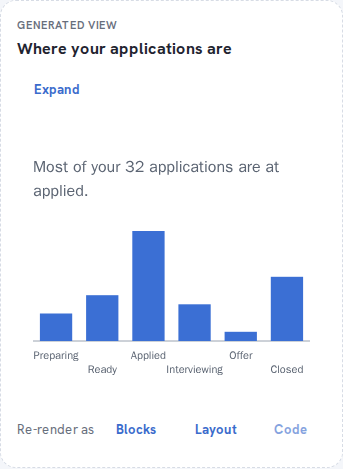 GENERATED VIEW
Where your applications are
Expand
Most of your 32 applications are at
applied.
Preparing Applied Offer
Ready Interviewing Closed
Re-render as Blocks Layout Code